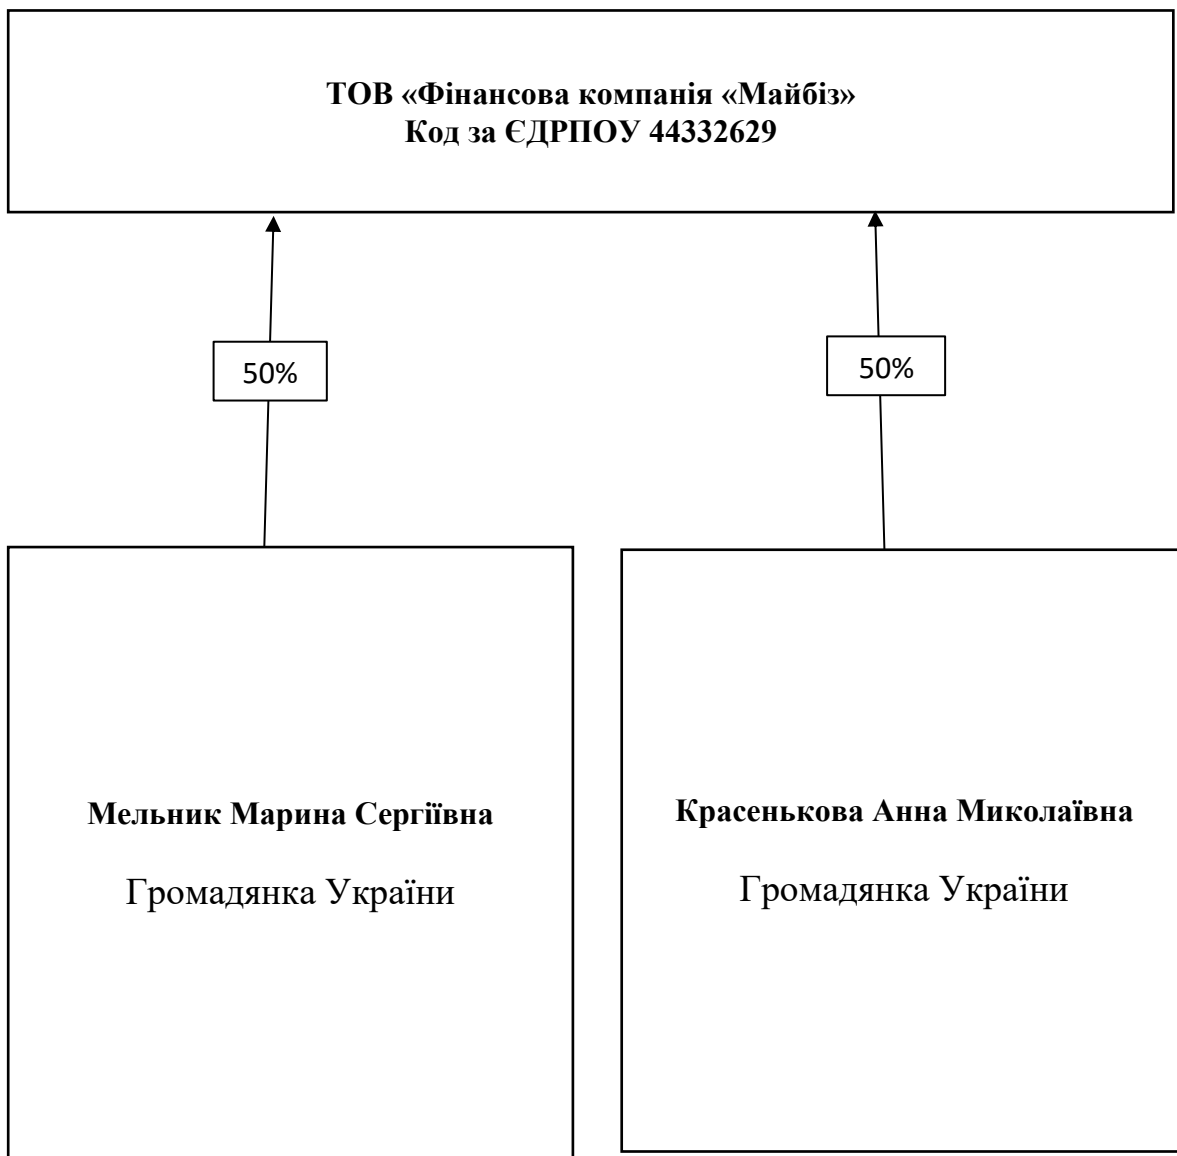 ТОВ «Фінансова компанія «Майбіз»
Код за ЄДРПОУ 44332629
50%
50%
Мельник Марина Сергіївна
Громадянка України
Красенькова Анна Миколаївна
Громадянка України